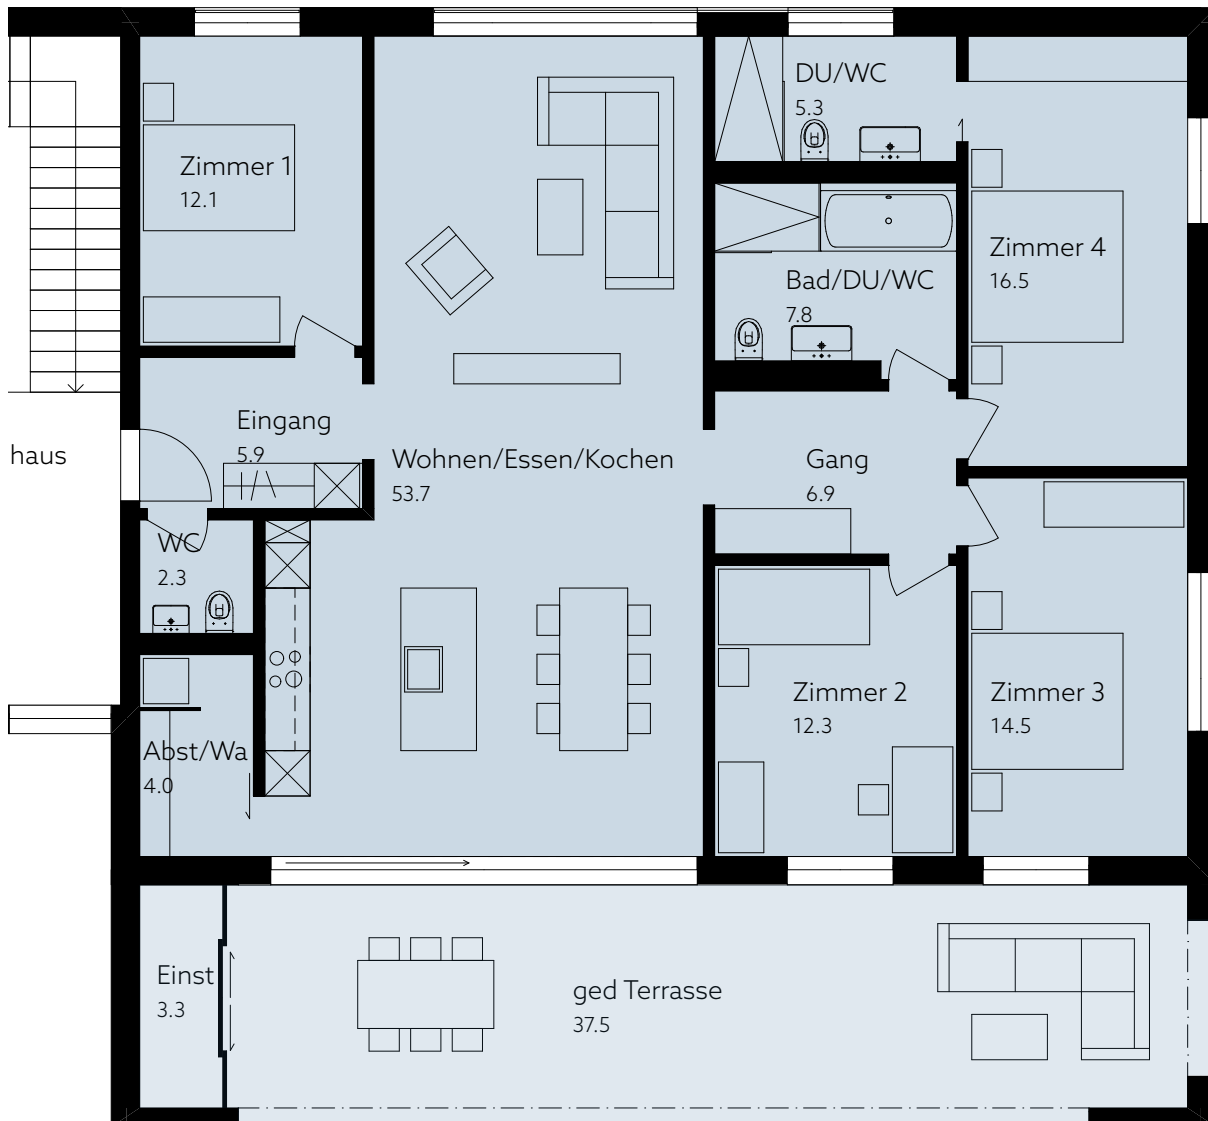 DU/WC
5.3
Zimmer 1
12.1
Zimmer 4
16.5
Bad/DU/WC
7.8
Eingang
5.9
haus
Wohnen/Essen/Kochen
53.7
Gang
6.9
WC
2.3
Zimmer 2
12.3
Zimmer 3
14.5
Abst/Wa
4.0
Einst
3.3
ged Terrasse
37.5